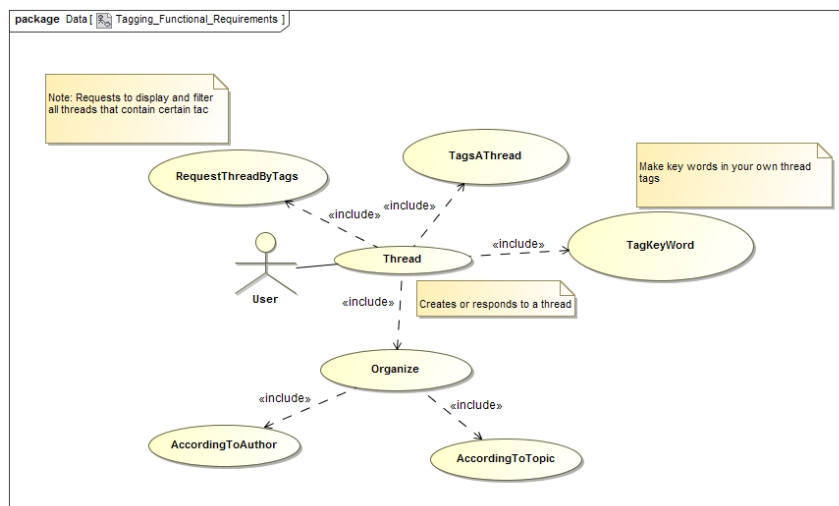 package Data [ Tagging_Functional_Requirements ]
Note: Requests to display and filter
all threads that contain certain tac
TagsAThread
Make key words in your own thread
tags
RequestThreadByTags
«include»
«include»
«include»
TagKeyWord
Thread
User
«include»
Creates or responds to a thread
Organize
«include»
«include»
AccordingToAuthor
AccordingToTopic